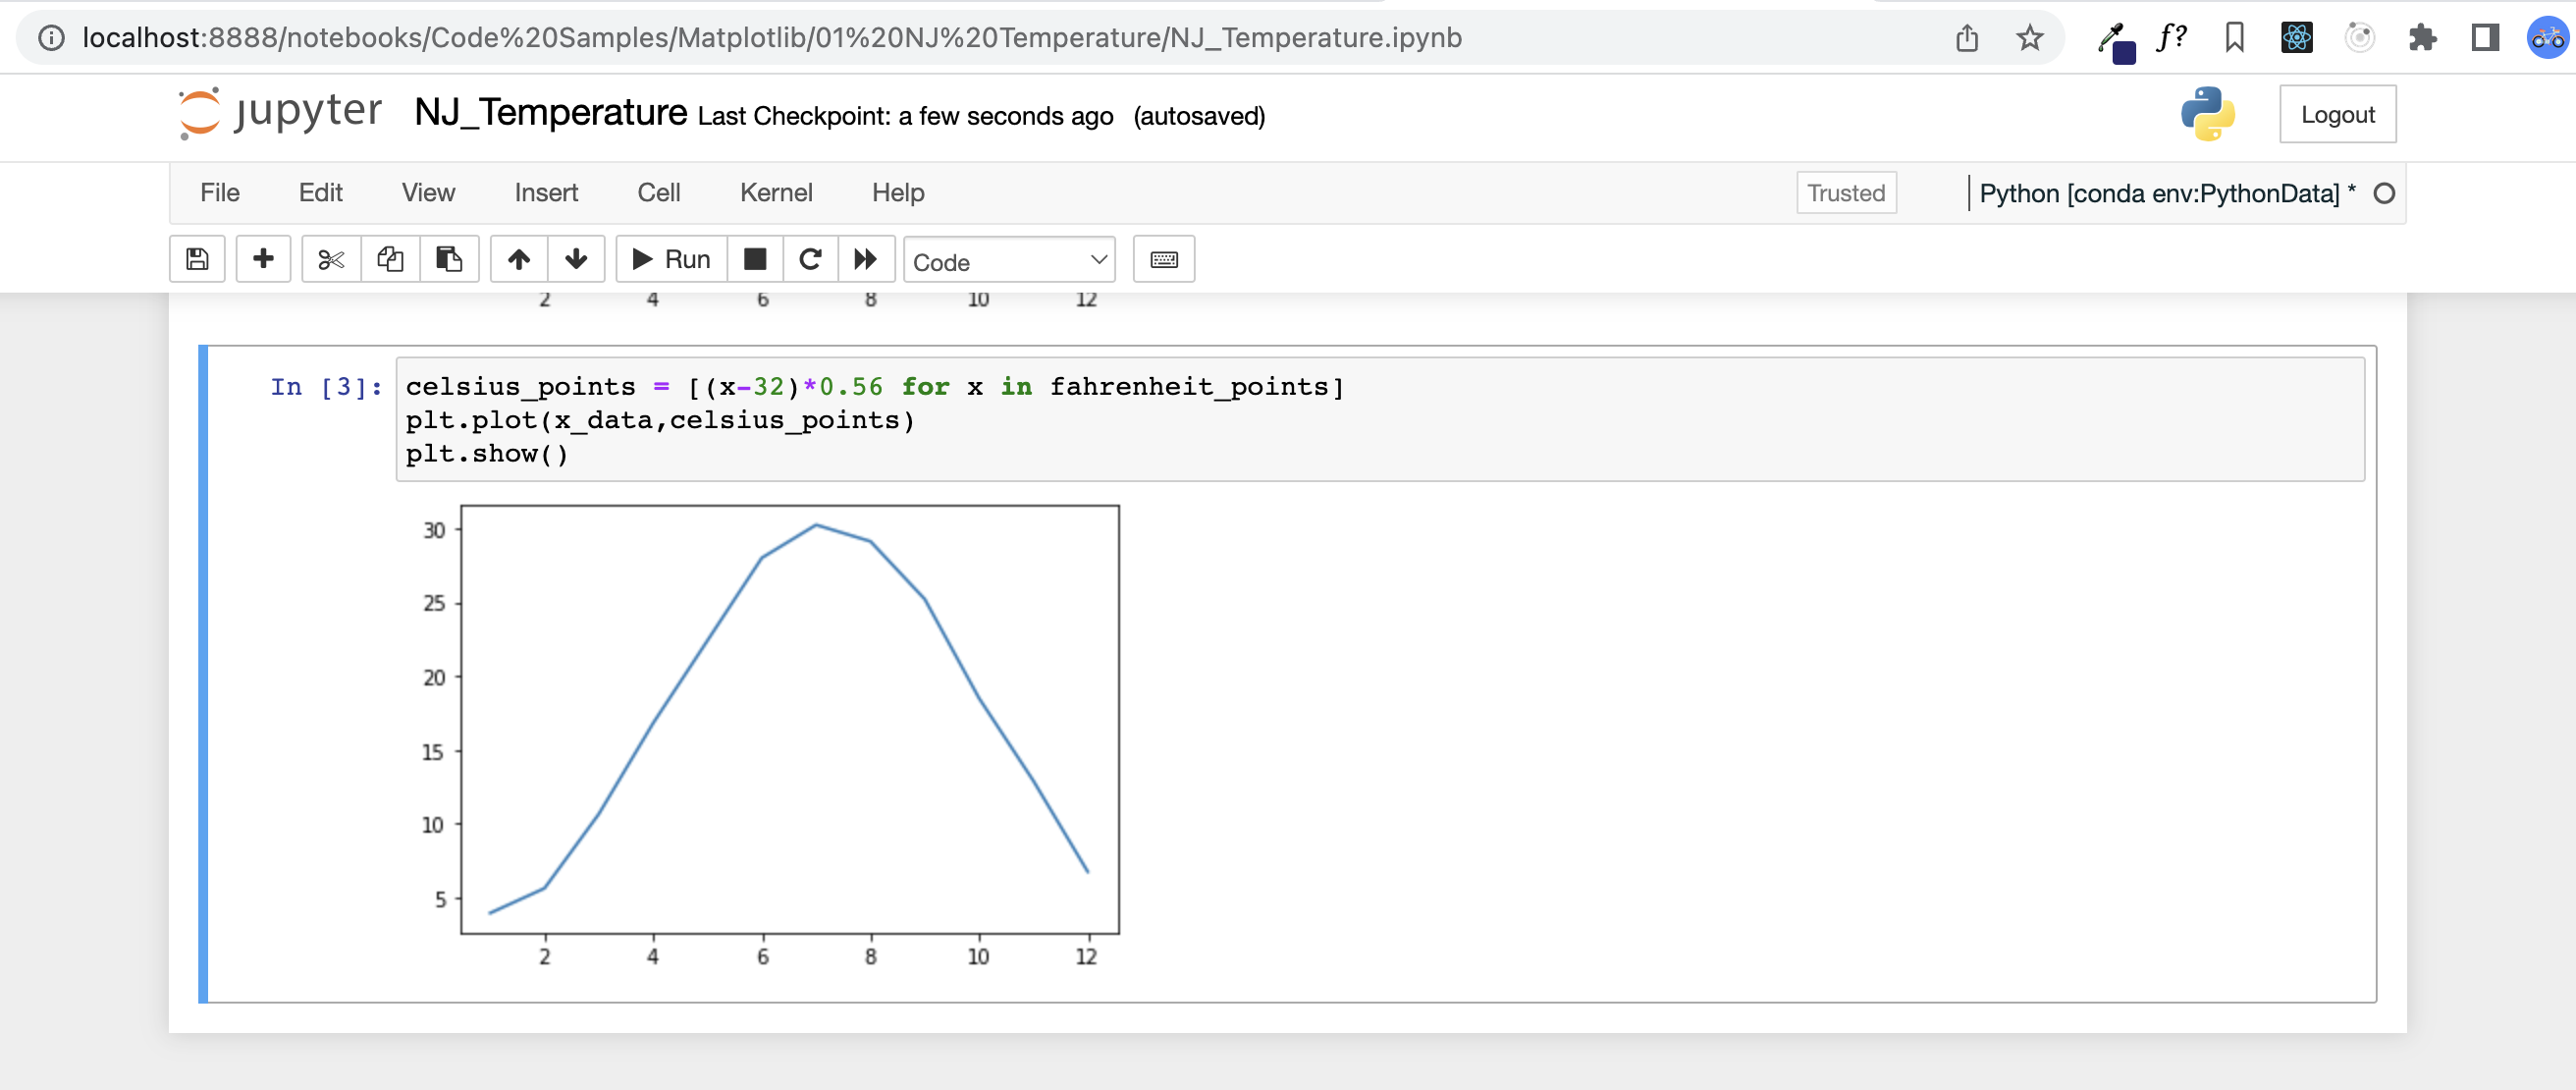 localhost:8888/notebooks/Code%20Samples/Matplotlib/01%20NJ%20Temperature/NJ_Temperature.ipynb
f?
jupyter NJ_Temperature Last Checkpoint: a few seconds ago (autosaved)
Logout
File Edit View Insert Cell Kernel Help
Trusted
Python [conda env:PythonData] *
Run
Code
2 4 6 8 10 12
In [3]:
celsius_points = [(x-32)*0.56 for x in fahrenheit_points]
plt.plot(x_data,celsius_points)
plt.show()
30
25
20
15
10
5
2 4 6 8 10 12